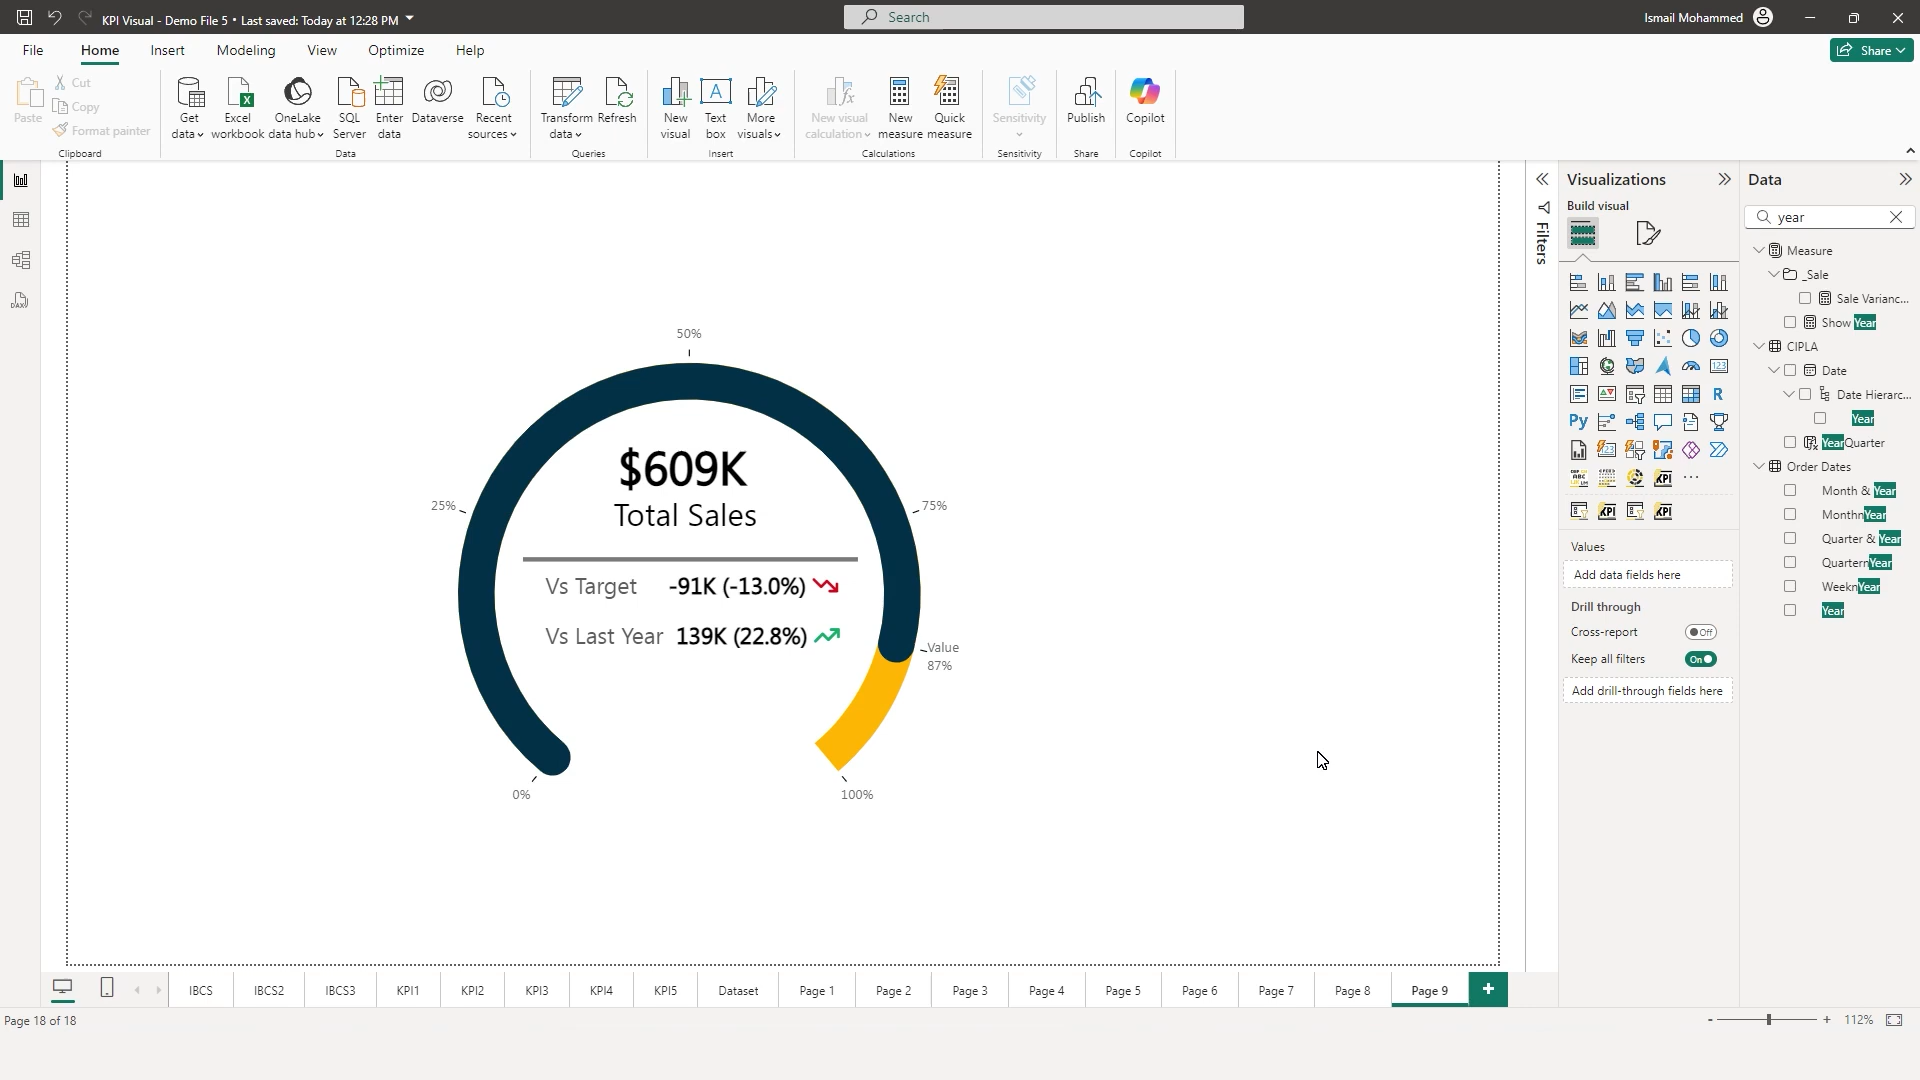 KPI Visual - Demo File 5 • Last saved: Today at 12:28 PM
Search
Ismail Mohammed
File
Home
Insert
Modeling
View
Optimize
Help
Share
Paste
Cut
Copy
Format painter
Clipboard
Get data
Excel workbook
OneLake data hub
SQL Server
Enter data
Dataverse
Recent sources
Data
Transform data
Refresh
Queries
New visual
Text box
More visuals
Insert
New visual calculation
New measure
Quick measure
Calculations
Sensitivity
Sensitivity
Publish
Share
Copilot
Copilot
50%
25%
75%
$609K
Total Sales
Vs Target -91K (-13.0%)
Vs Last Year 139K (22.8%)
Value
87%
0%
100%
Filters
Visualizations
Build visual
123
R
Py
KPI
KPI
KPI
Values
Add data fields here
Drill through
Cross-report
Off
Keep all filters
On
Add drill-through fields here
Data
year
Measure
_Sale
Sale Varianc...
Show Year
CIPLA
Date
Date Hierarc...
Year
YearQuarter
Order Dates
Month & Year
MonthnYear
Quarter & Year
QuarternYear
WeeknYear
Year
IBCS
IBCS2
IBCS3
KPI1
KPI2
KPI3
KPI4
KPI5
Dataset
Page 1
Page 2
Page 3
Page 4
Page 5
Page 6
Page 7
Page 8
Page 9
Page 18 of 18
112%